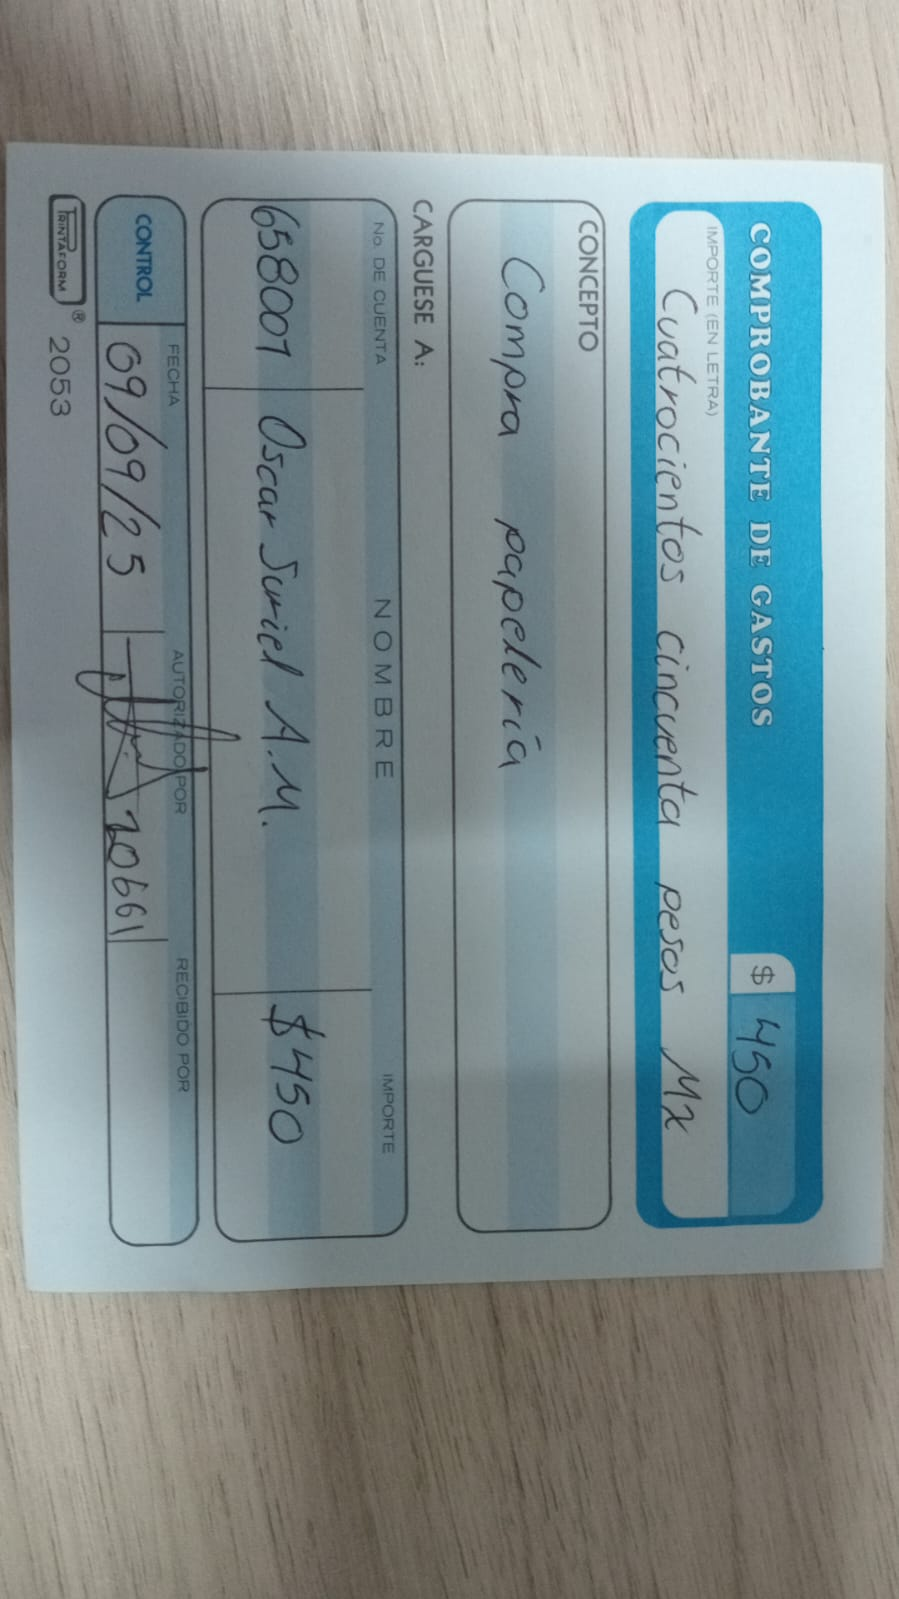 COMPROBANTE DE GASTOS
$ 450
IMPORTE (EN LETRA)
Cuatrocientos cincuenta pesos Mx
CONCEPTO
Compra papelería
CARGUESE A:
No. DE CUENTA NOMBRE IMPORTE
658001 Oscar Suriel A.M. $450
CONTROL FECHA AUTORIZADO POR RECIBIDO POR
09/09/25 20661
PRINTAFORM® 2053